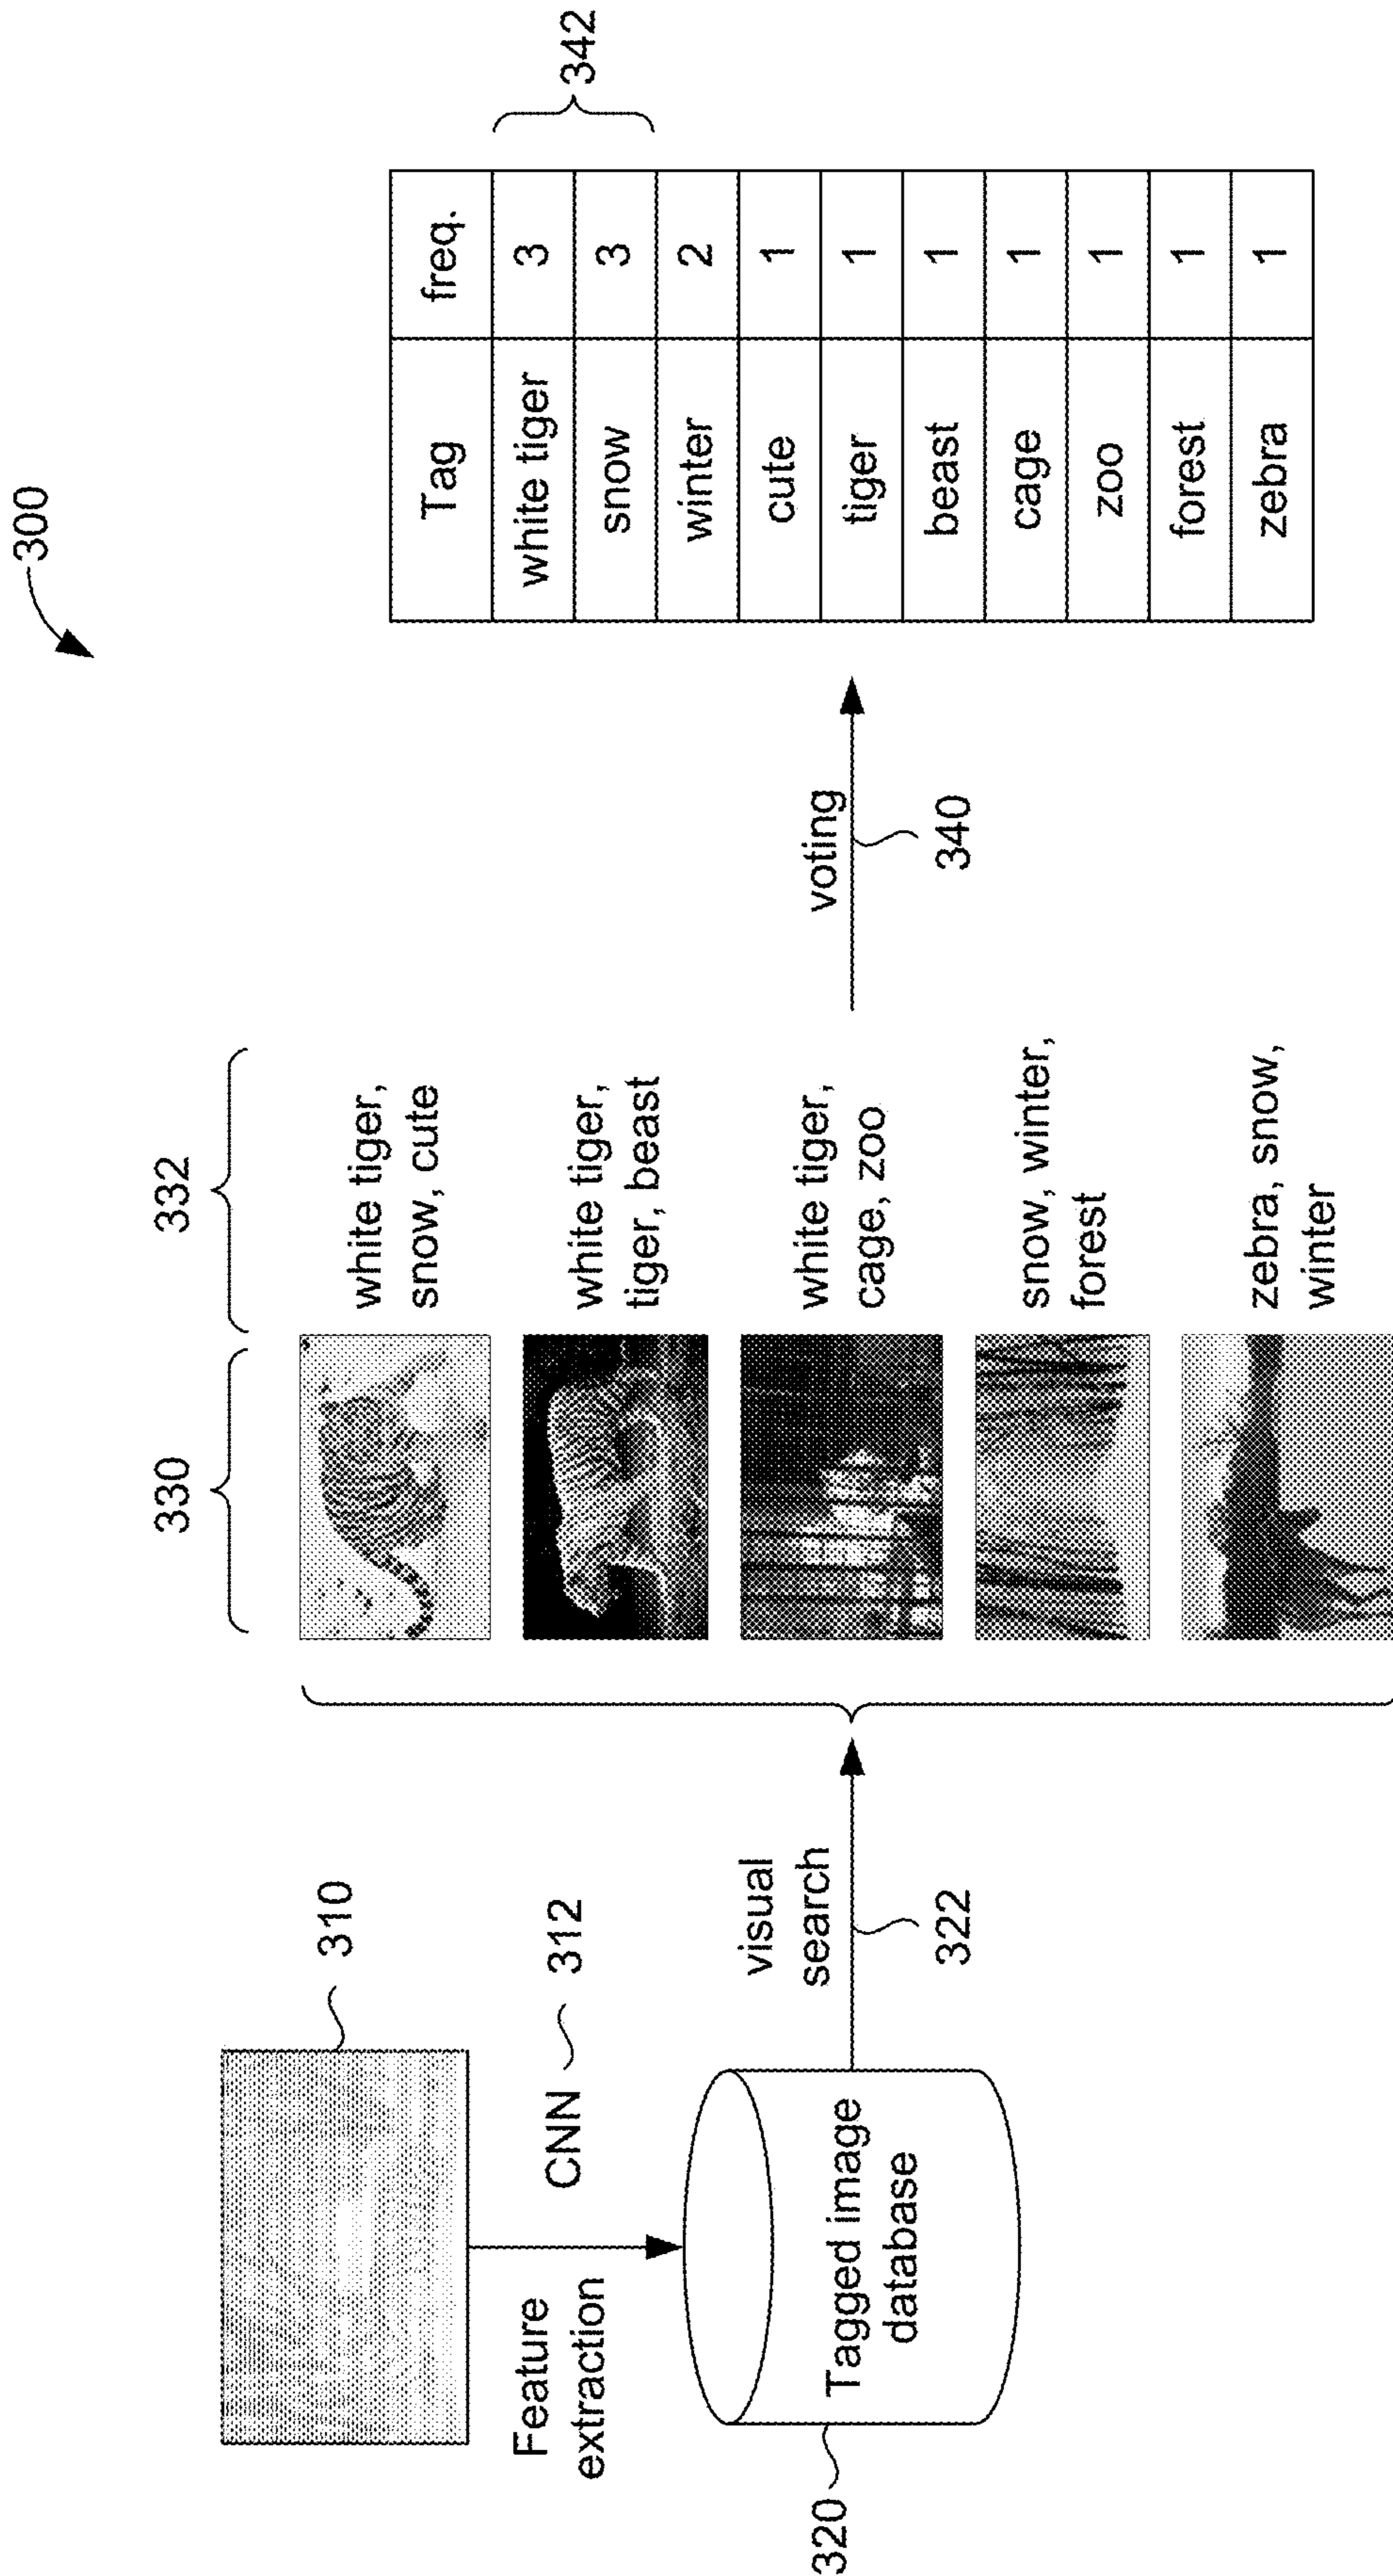 300
310
Feature
extraction
CNN
312
320
Tagged image
database
visual
search
322
330
332
white tiger,
snow, cute
white tiger,
tiger, beast
white tiger,
cage, zoo
snow, winter,
forest
zebra, snow,
winter
voting
340
Tag freq.
white tiger 3
snow 3
winter 2
cute 1
tiger 1
beast 1
cage 1
zoo 1
forest 1
zebra 1
342